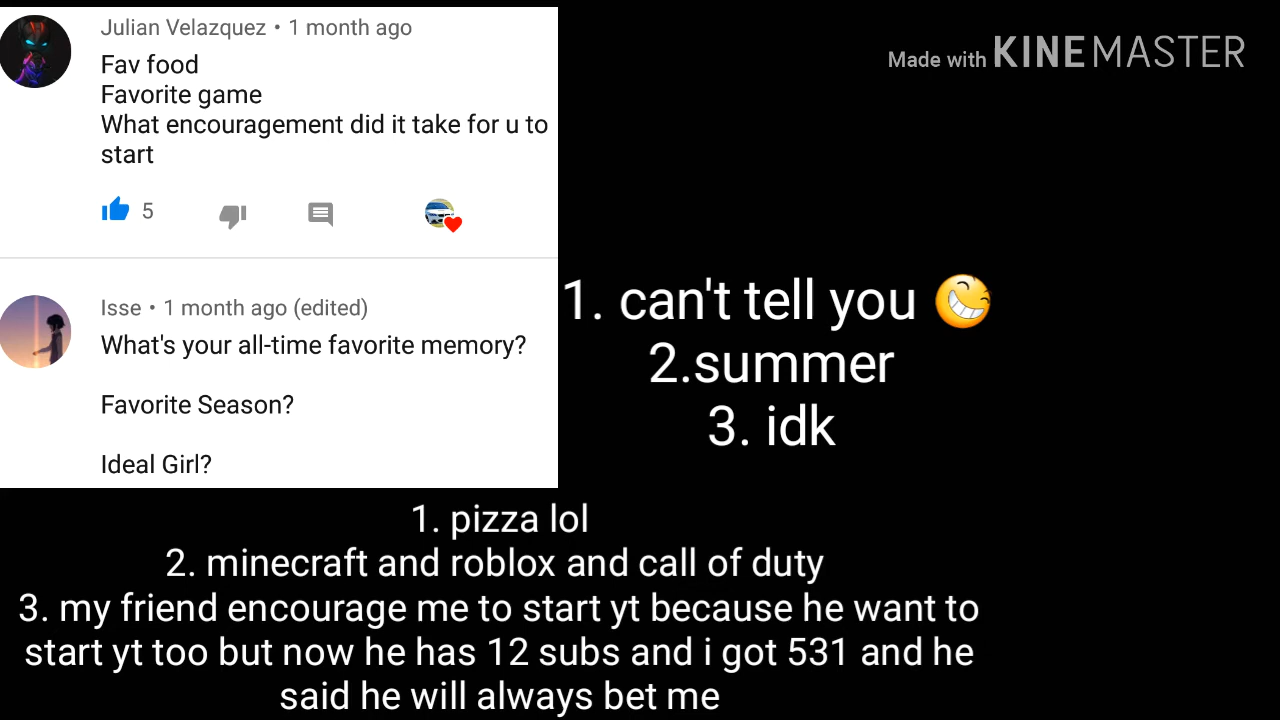 Julian Velazquez • 1 month ago
Made with KINEMASTER
Fav food
Favorite game
What encouragement did it take for u to
start
5
Isse • 1 month ago (edited)
What's your all-time favorite memory?
Favorite Season?
Ideal Girl?
1. can't tell you 😆
2.summer
3. idk
1. pizza lol
2. minecraft and roblox and call of duty
3. my friend encourage me to start yt because he want to
start yt too but now he has 12 subs and i got 531 and he
said he will always bet me